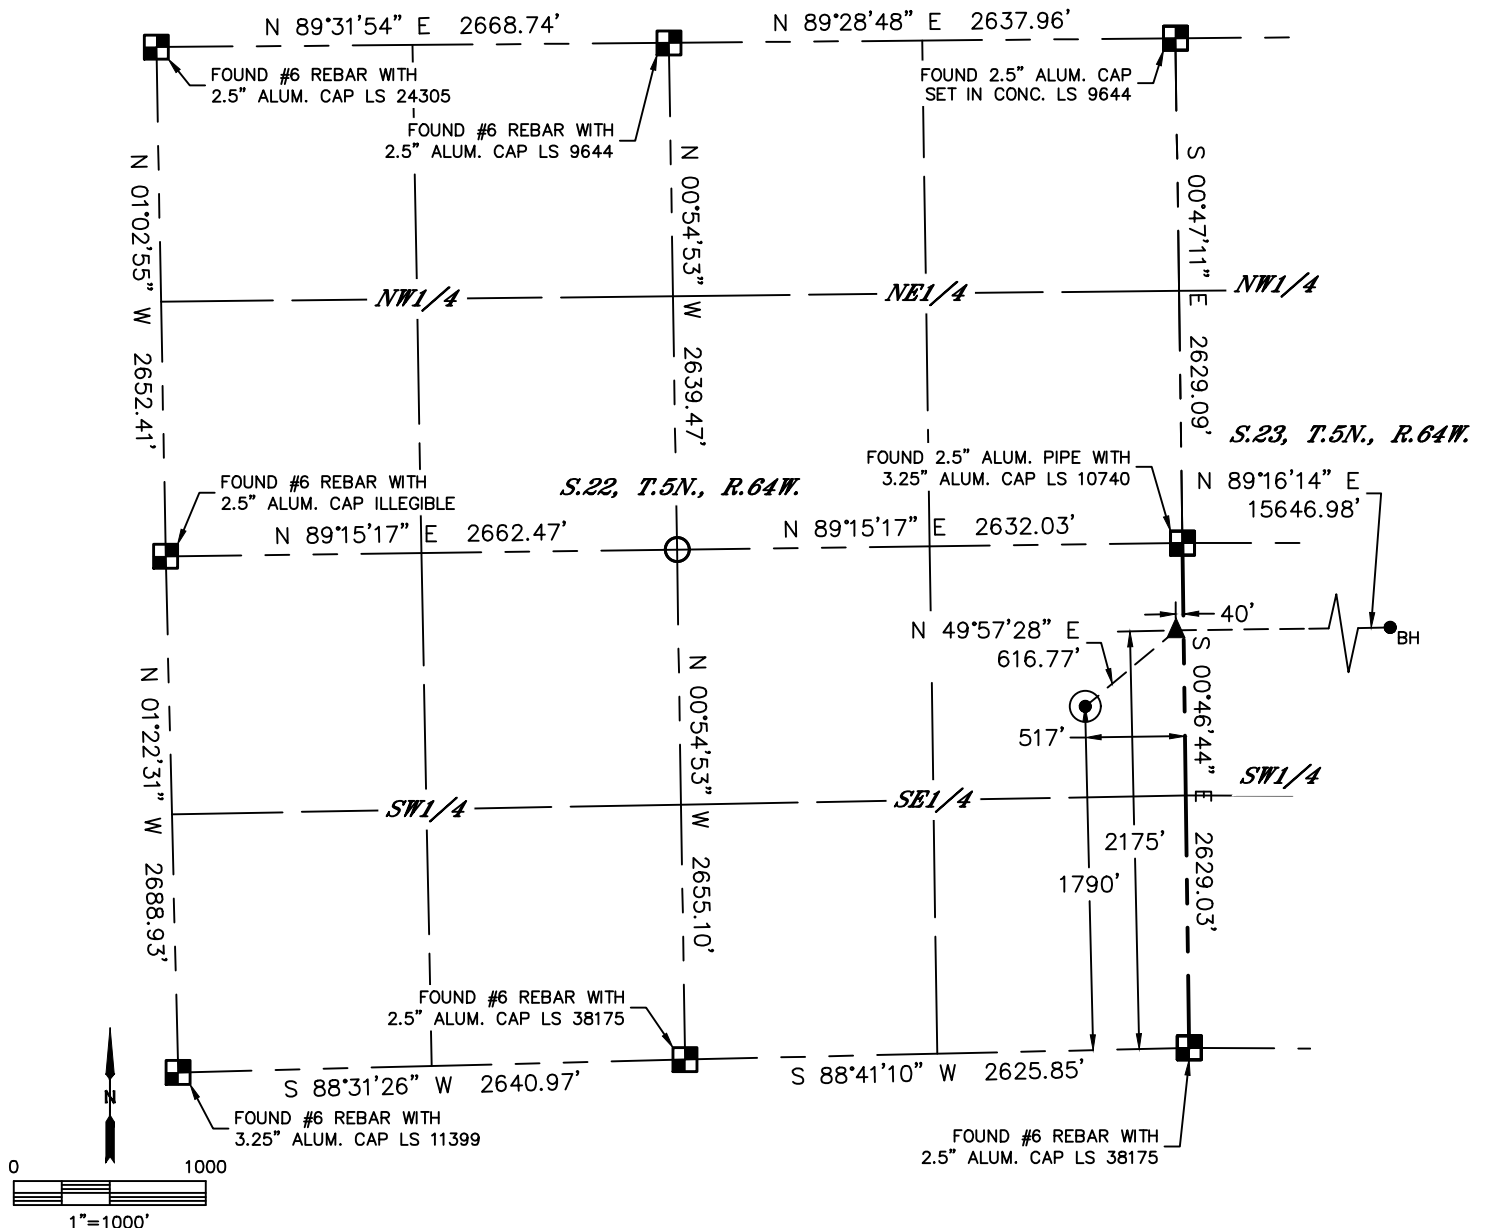 N 89°31'54" E 2668.74'
N 89°28'48" E 2637.96'
FOUND #6 REBAR WITH
2.5" ALUM. CAP LS 24305
FOUND #6 REBAR WITH
2.5" ALUM. CAP LS 9644
FOUND 2.5" ALUM. CAP
SET IN CONC. LS 9644
N 01°02'55" W 2652.41'
N 00°54'53" W 2639.47'
S 00°47'11" E 2629.09'
NW1/4
NE1/4
NW1/4
S.23, T.5N., R.64W.
FOUND 2.5" ALUM. PIPE WITH
3.25" ALUM. CAP LS 10740
N 89°16'14" E
15646.98'
FOUND #6 REBAR WITH
2.5" ALUM. CAP ILLEGIBLE
S.22, T.5N., R.64W.
N 89°15'17" E 2662.47'
N 89°15'17" E 2632.03'
40'
BH
N 49°57'28" E
616.77'
517'
N 01°22'31" W 2688.93'
N 00°54'53" W 2655.10'
S 00°46'44" E 2629.03'
SW1/4
SE1/4
SW1/4
2175'
1790'
FOUND #6 REBAR WITH
2.5" ALUM. CAP LS 38175
S 88°31'26" W 2640.97'
S 88°41'10" W 2625.85'
N
FOUND #6 REBAR WITH
3.25" ALUM. CAP LS 11399
FOUND #6 REBAR WITH
2.5" ALUM. CAP LS 38175
0 1000
1"=1000'